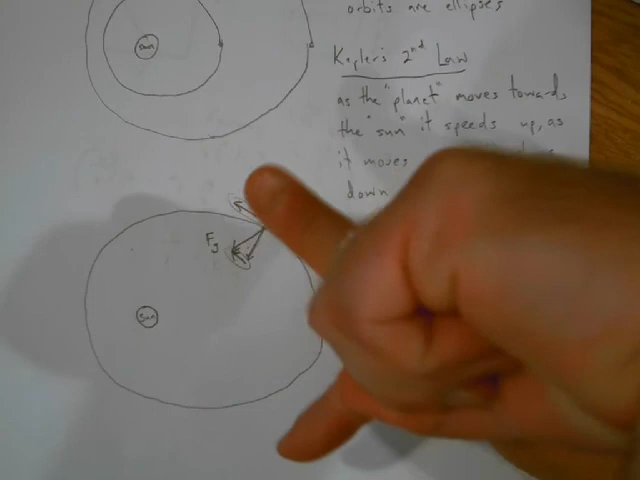 orbits are ellipses
Sun
Kepler's 2nd Law
as the "planet" moves towards
the "sun" it speeds up, as
it moves
down
Fg
Sun